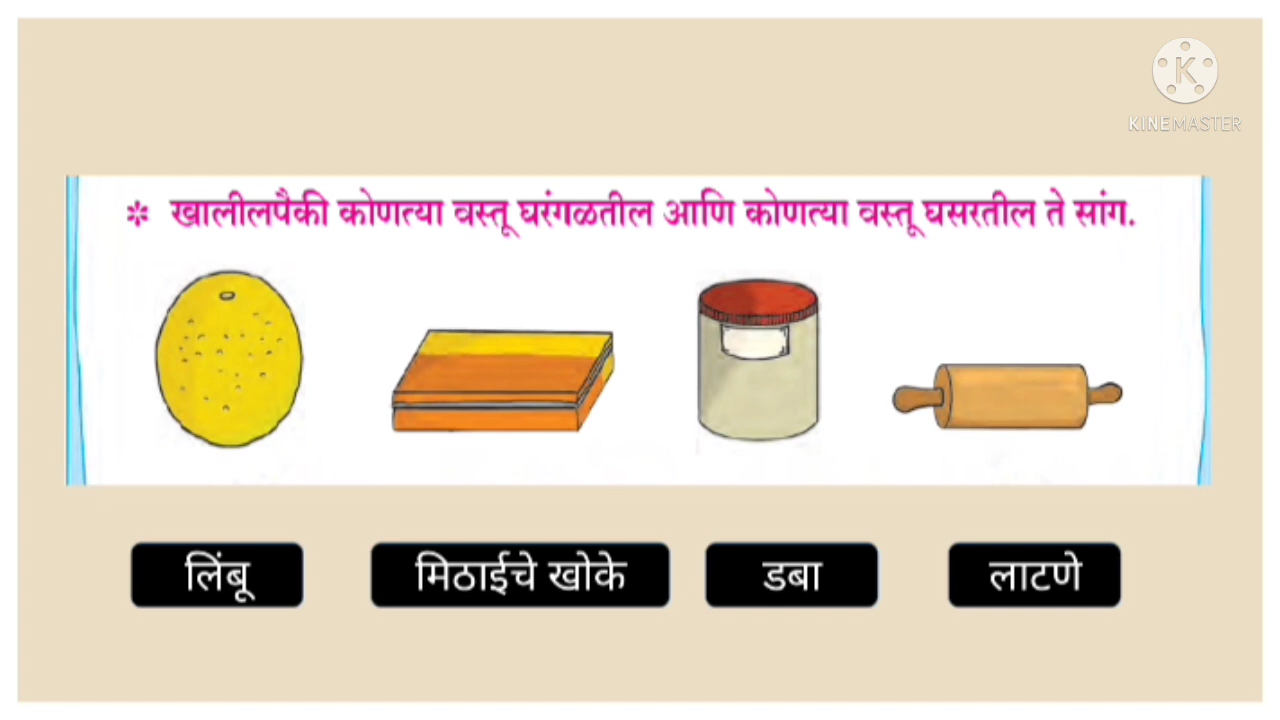 KINEMASTER
* खालीलपैकी कोणत्या वस्तू घरंगळतील आणि कोणत्या वस्तू घसरतील ते सांग.
लिंबू मिठाईचे खोके डबा लाटणे